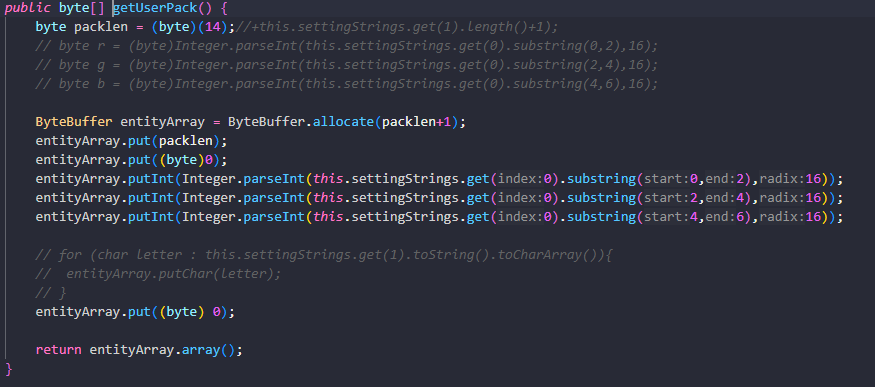 public byte[] getUserPack() {
byte packlen = (byte)(14);//+this.settingStrings.get(1).length()+1);
// byte r = (byte)Integer.parseInt(this.settingStrings.get(0).substring(0,2),16);
// byte g = (byte)Integer.parseInt(this.settingStrings.get(0).substring(2,4),16);
// byte b = (byte)Integer.parseInt(this.settingStrings.get(0).substring(4,6),16);
ByteBuffer entityArray = ByteBuffer.allocate(packlen+1);
entityArray.put(packlen);
entityArray.put((byte)0);
entityArray.putInt(Integer.parseInt(this.settingStrings.get(index:0).substring(start:0,end:2),radix:16));
entityArray.putInt(Integer.parseInt(this.settingStrings.get(index:0).substring(start:2,end:4),radix:16));
entityArray.putInt(Integer.parseInt(this.settingStrings.get(index:0).substring(start:4,end:6),radix:16));
// for (char letter : this.settingStrings.get(1).toString().toCharArray()){
//  entityArray.putChar(letter);
// }
entityArray.put((byte) 0);
return entityArray.array();
}